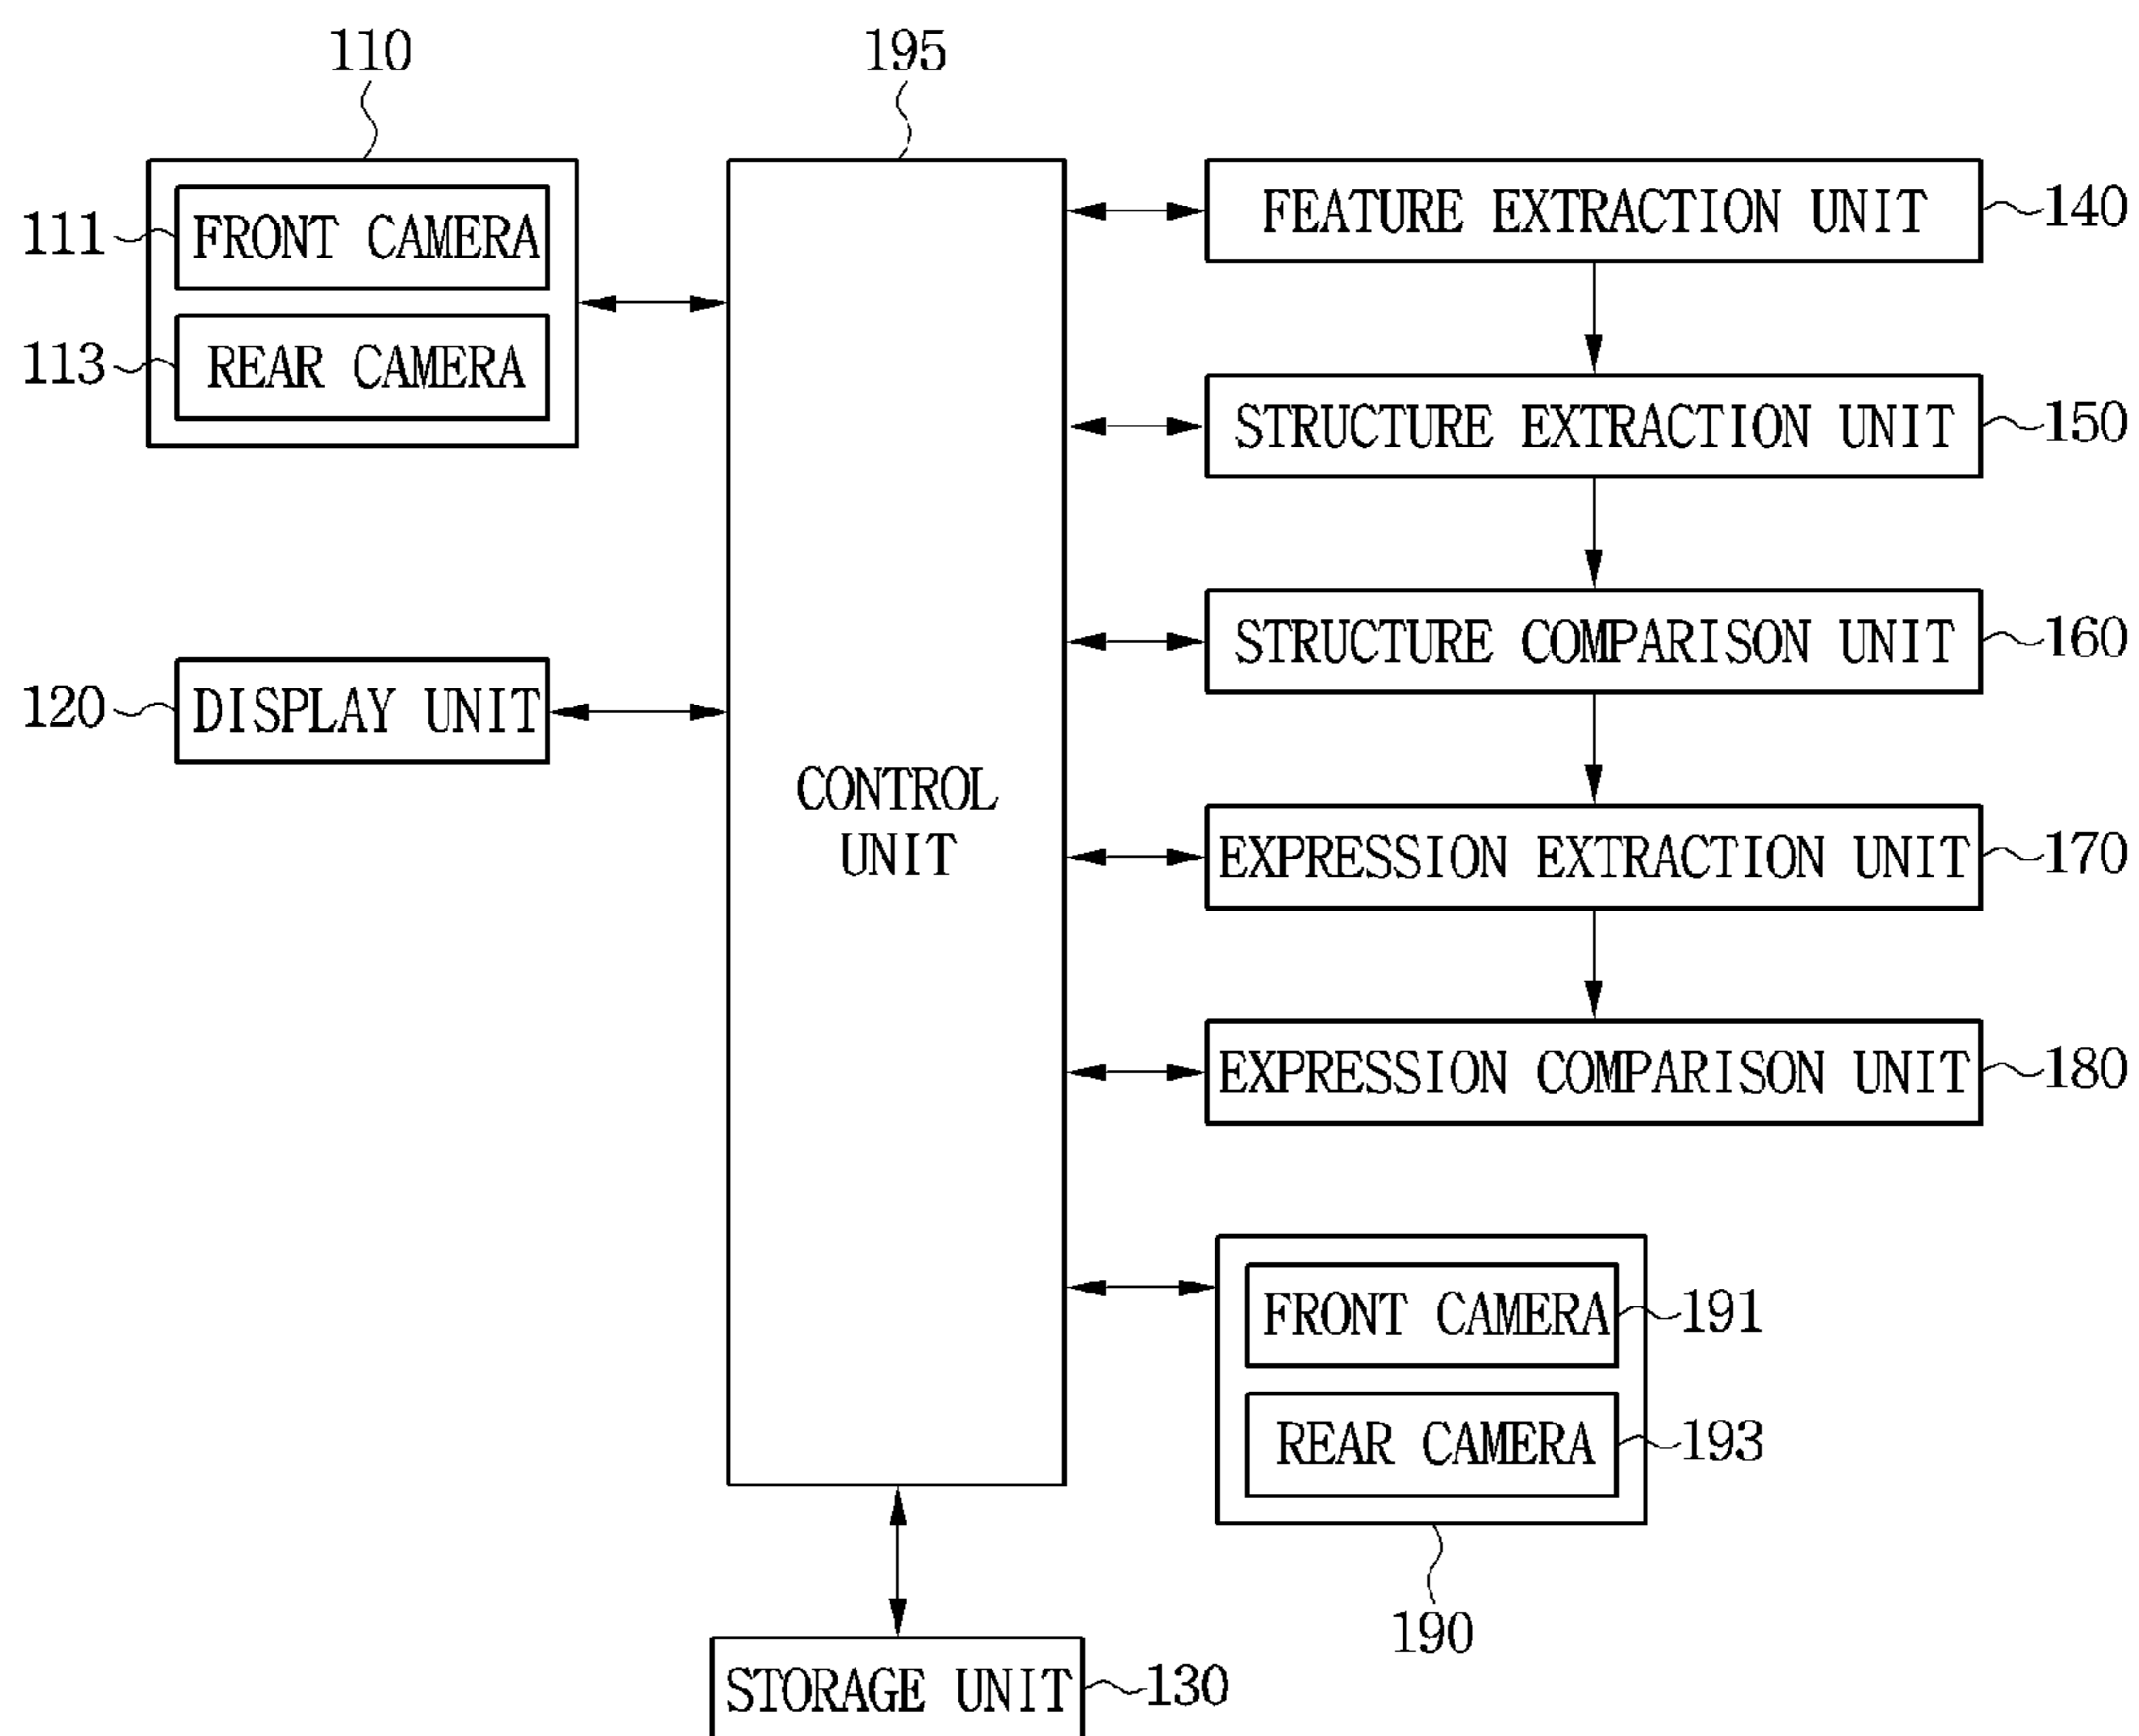 110
195
111
FRONT CAMERA
113
REAR CAMERA
120
DISPLAY UNIT
CONTROL
UNIT
FEATURE EXTRACTION UNIT
140
STRUCTURE EXTRACTION UNIT
150
STRUCTURE COMPARISON UNIT
160
EXPRESSION EXTRACTION UNIT
170
EXPRESSION COMPARISON UNIT
180
FRONT CAMERA
191
REAR CAMERA
193
190
STORAGE UNIT
130